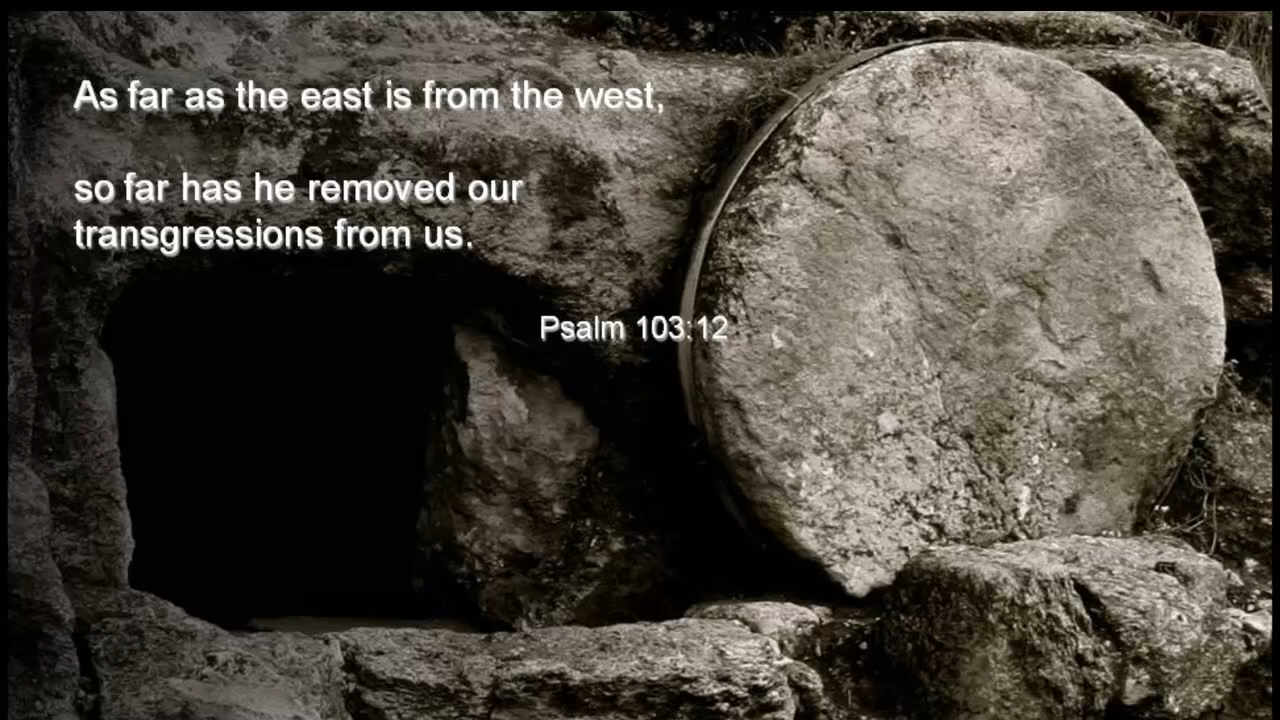 As far as the east is from the west,
so far has he removed our
transgressions from us.
Psalm 103:12